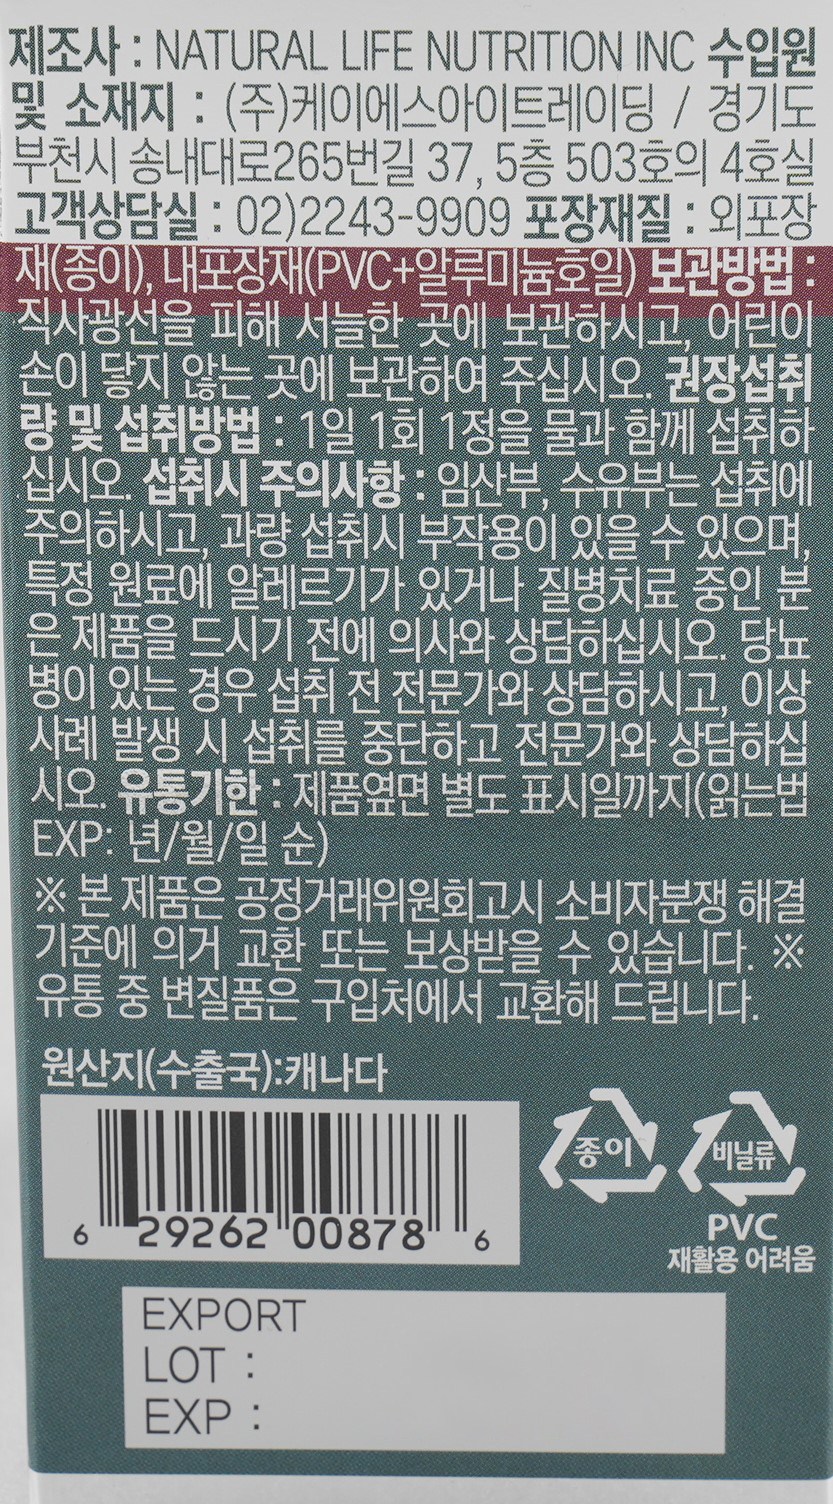 제조사 : NATURAL LIFE NUTRITION INC 수입원
및 소재지 : (주)케이에스아이트레이딩 / 경기도
부천시 송내대로265번길 37, 5층 503호의 4호실
고객상담실 : 02)2243-9909 포장재질 : 외포장
재(종이), 내포장재(PVC+알루미늄호일) 보관방법 :
직사광선을 피해 서늘한 곳에 보관하시고, 어린이
손이 닿지 않는 곳에 보관하여 주십시오. 권장섭취
량 및 섭취방법 : 1일 1회 1정을 물과 함께 섭취하
십시오. 섭취시 주의사항 : 임산부, 수유부는 섭취에
주의하시고, 과량 섭취시 부작용이 있을 수 있으며,
특정 원료에 알레르기가 있거나 질병치료 중인 분
은 제품을 드시기 전에 의사와 상담하십시오. 당뇨
병이 있는 경우 섭취 전 전문가와 상담하시고, 이상
사례 발생 시 섭취를 중단하고 전문가와 상담하십
시오. 유통기한 : 제품옆면 별도 표시일까지(읽는법
EXP: 년/월/일 순)
※ 본 제품은 공정거래위원회고시 소비자분쟁 해결
기준에 의거 교환 또는 보상받을 수 있습니다. ※
유통 중 변질품은 구입처에서 교환해 드립니다.
원산지(수출국):캐나다
종이 비닐류
6 29262 00878 6
PVC
재활용 어려움
EXPORT
LOT :
EXP :